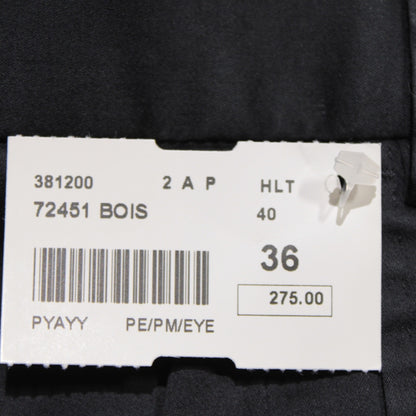 381200 2 A P HLT
72451 BOIS 40
36
275.00
PYAYY PE/PM/EYE